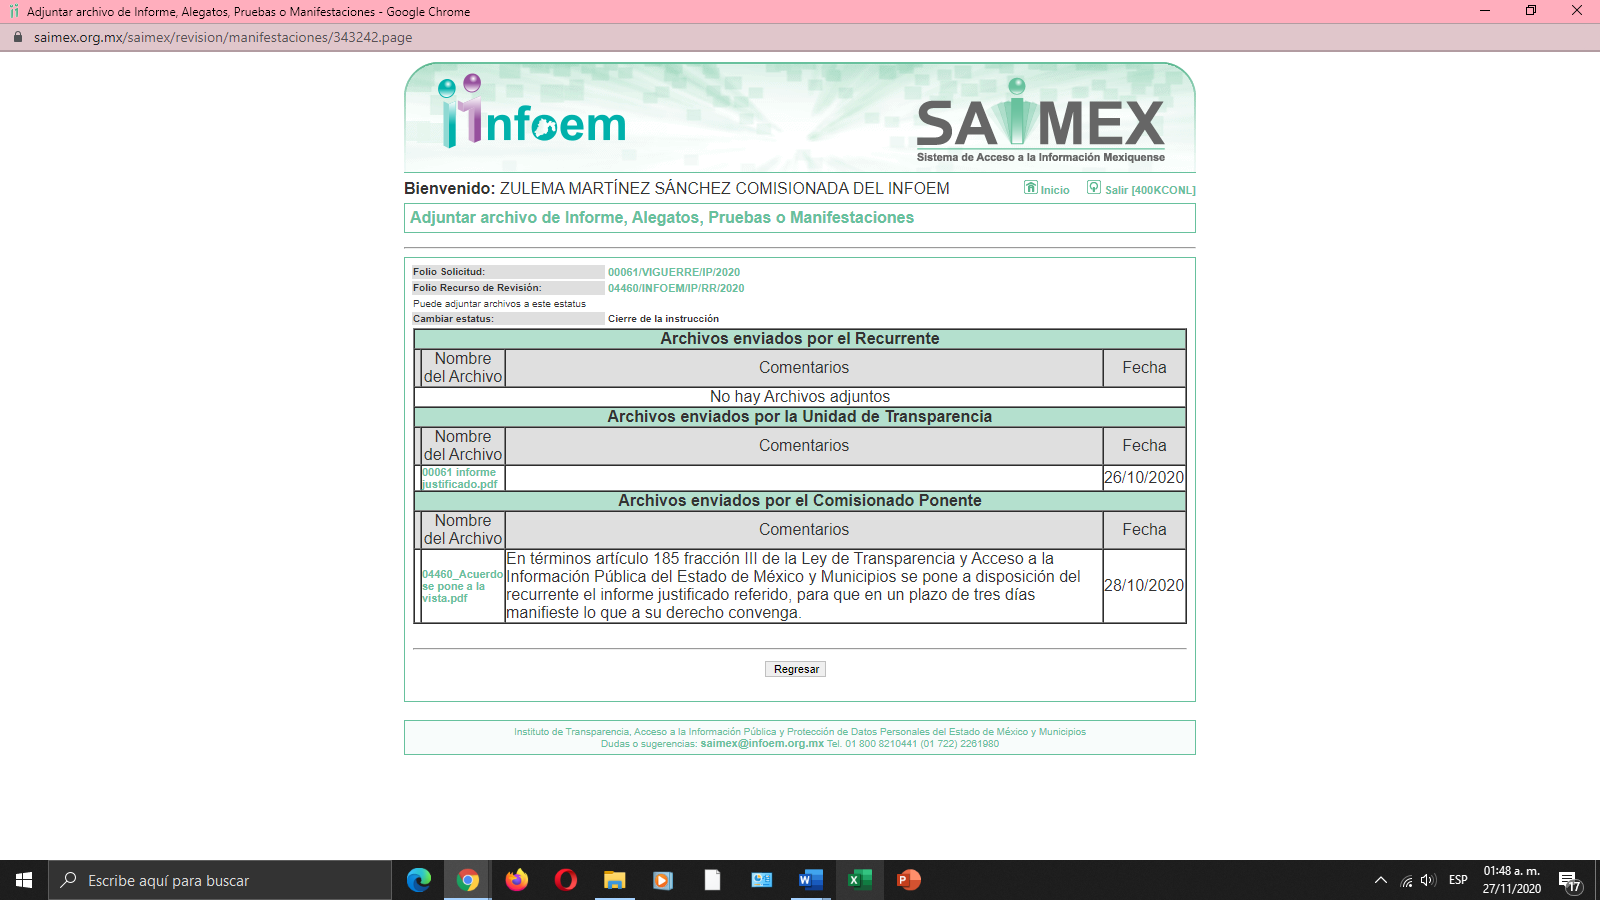 Adjuntar archivo de Informe, Alegatos, Pruebas o Manifestaciones - Google Chrome
saimex.org.mx/saimex/revision/manifestaciones/343242.page
infoem
SAIMEX
Sistema de Acceso a la Información Mexiquense
Bienvenido: ZULEMA MARTÍNEZ SÁNCHEZ COMISIONADA DEL INFOEM
Inicio Salir [400KCONL]
Adjuntar archivo de Informe, Alegatos, Pruebas o Manifestaciones
Folio Solicitud: 00061/VIGUERRE/IP/2020
Folio Recurso de Revisión: 04460/INFOEM/IP/RR/2020
Puede adjuntar archivos a este estatus
Cambiar estatus: Cierre de la instrucción
Archivos enviados por el Recurrente
Nombre
del Archivo
Comentarios
Fecha
No hay Archivos adjuntos
Archivos enviados por la Unidad de Transparencia
Nombre
del Archivo
Comentarios
Fecha
00061 informe
justificado.pdf
26/10/2020
Archivos enviados por el Comisionado Ponente
Nombre
del Archivo
Comentarios
Fecha
04460_Acuerdo
se pone a la
vista.pdf
En términos artículo 185 fracción III de la Ley de Transparencia y Acceso a la
Información Pública del Estado de México y Municipios se pone a disposición del
recurrente el informe justificado referido, para que en un plazo de tres días
manifieste lo que a su derecho convenga.
28/10/2020
Regresar
Instituto de Transparencia, Acceso a la Información Pública y Protección de Datos Personales del Estado de México y Municipios
Dudas o sugerencias: saimex@infoem.org.mx Tel. 01 800 8210441 (01 722) 2261980
Escribe aquí para buscar
ESP
01:48 a. m.
27/11/2020
17